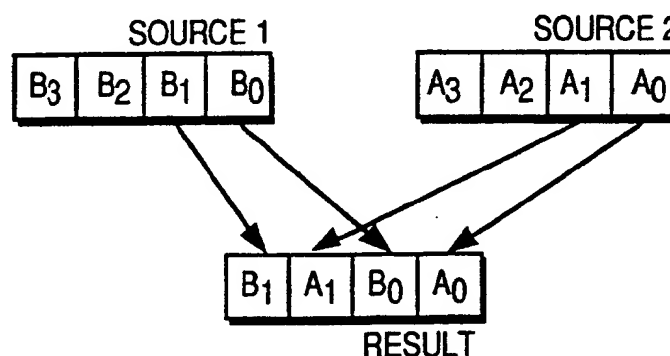 SOURCE 1
SOURCE 2
B3 B2 B1 B0
A3 A2 A1 A0
B1 A1 B0 A0
RESULT